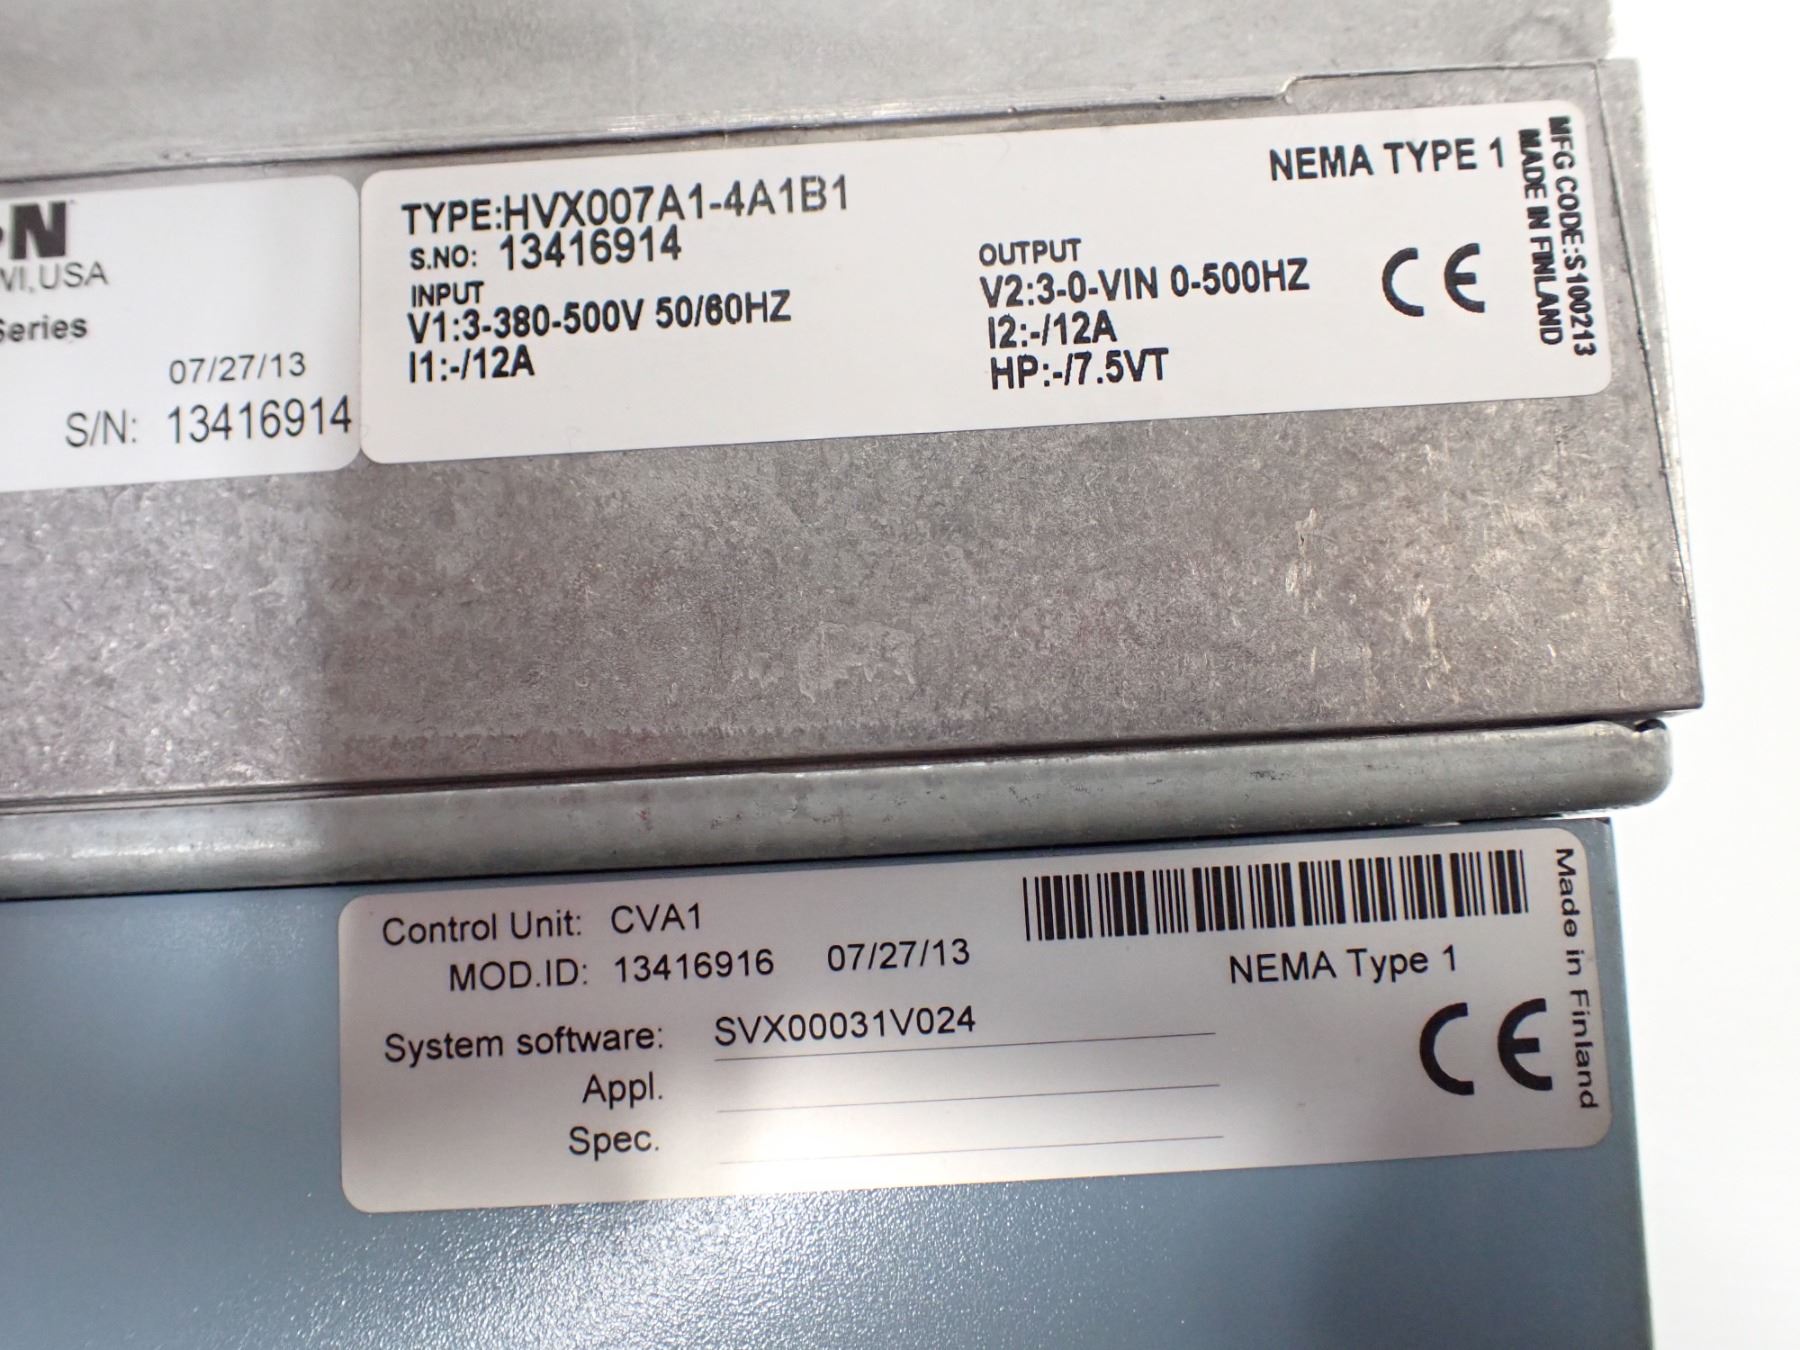 N
WI, USA
Series
07/27/13
S/N: 13416914
TYPE:HVX007A1-4A1B1
S.NO: 13416914
INPUT
V1:3-380-500V 50/60HZ
I1:-/12A
NEMA TYPE 1
OUTPUT
V2:3-0-VIN 0-500HZ
I2:-/12A
HP:-/7.5VT
CE
MFG CODE:S100213
MADE IN FINLAND
Control Unit: CVA1
MOD.ID: 13416916 07/27/13
System software: SVX00031V024
Appl.
Spec.
NEMA Type 1
CE
Made in Finland